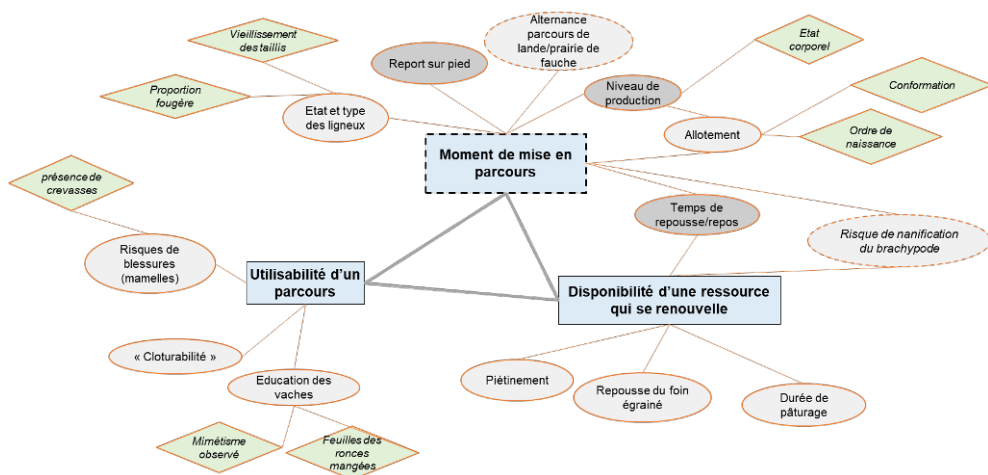 Vieillissement
des taillis
Report sur pied
Alternance
parcours de
lande/prairie de
fauche
Etat
corporel
Proportion
fougère
Niveau de
production
Conformation
Etat et type
des ligneux
Allotement
Ordre de
naissance
Moment de mise en
parcours
présence de
crevasses
Temps de
repousse/repos
Risque de nanification
du brachypode
Risques de
blessures
(mamelles)
Utilisabilité d'un
parcours
Disponibilité d'une ressource
qui se renouvelle
« Cloturabilité »
Education des
vaches
Piétinement
Repousse du foin
égrainé
Durée de
pâturage
Mimétisme
observé
Feuilles des
ronces
mangées